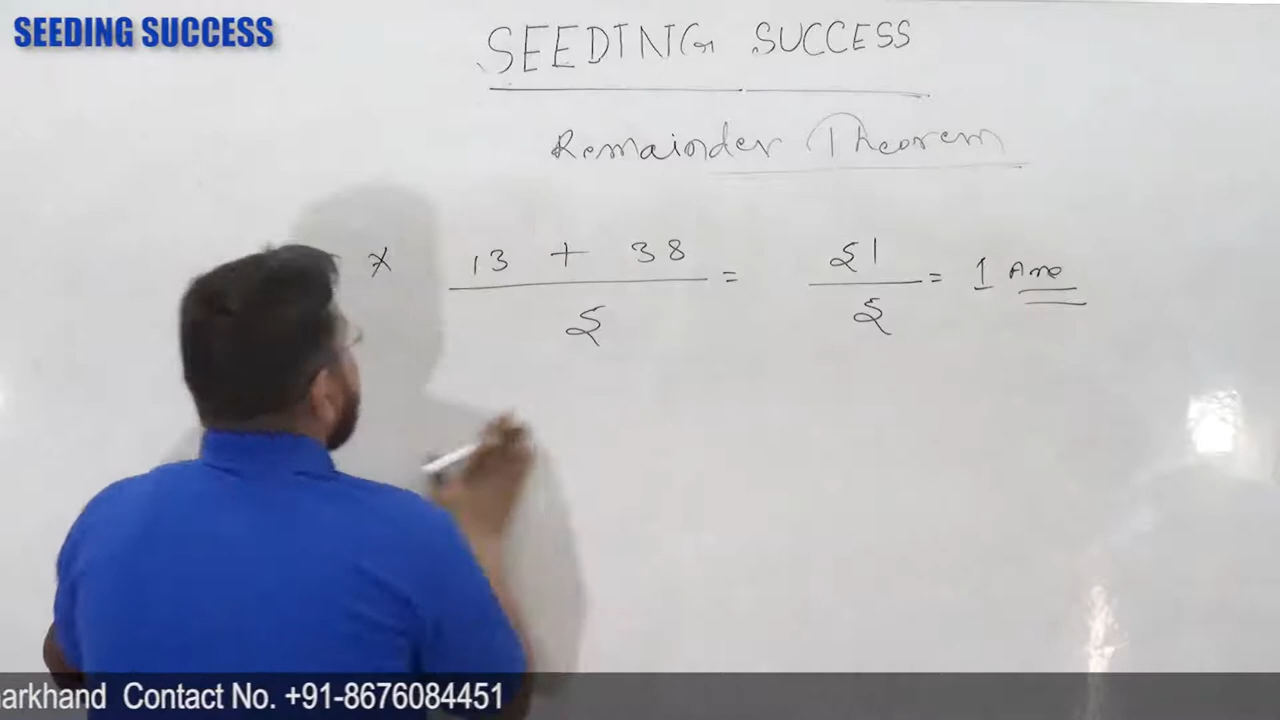 SEEDING SUCCESS
SEEDING SUCCESS
Remainder Theorem
* 13 + 38 / 5 = 51 / 5 = 1 Ans
arkhand Contact No. +91-8676084451